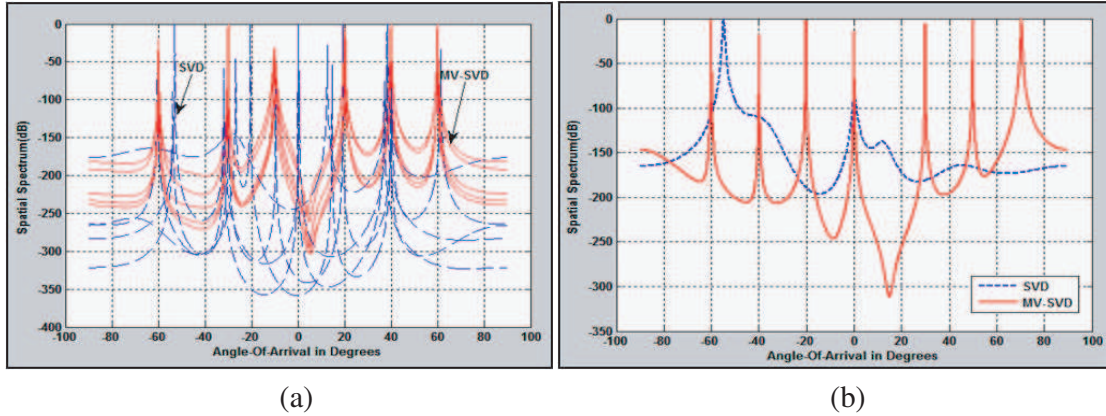 0
-50
-100
-150
-200
-250
-300
-350
-400
-100 -80 -60 -40 -20 0 20 40 60 80 100
Spatial Spectrum(dB)
Angle-Of-Arrival in Degrees
SVD
MV-SVD
(a)
0
-50
-100
-150
-200
-250
-300
-350
-100 -80 -60 -40 -20 0 20 40 60 80 100
Spatial Spectrum(dB)
Angle-Of-Arrival in Degrees
SVD
MV-SVD
(b)